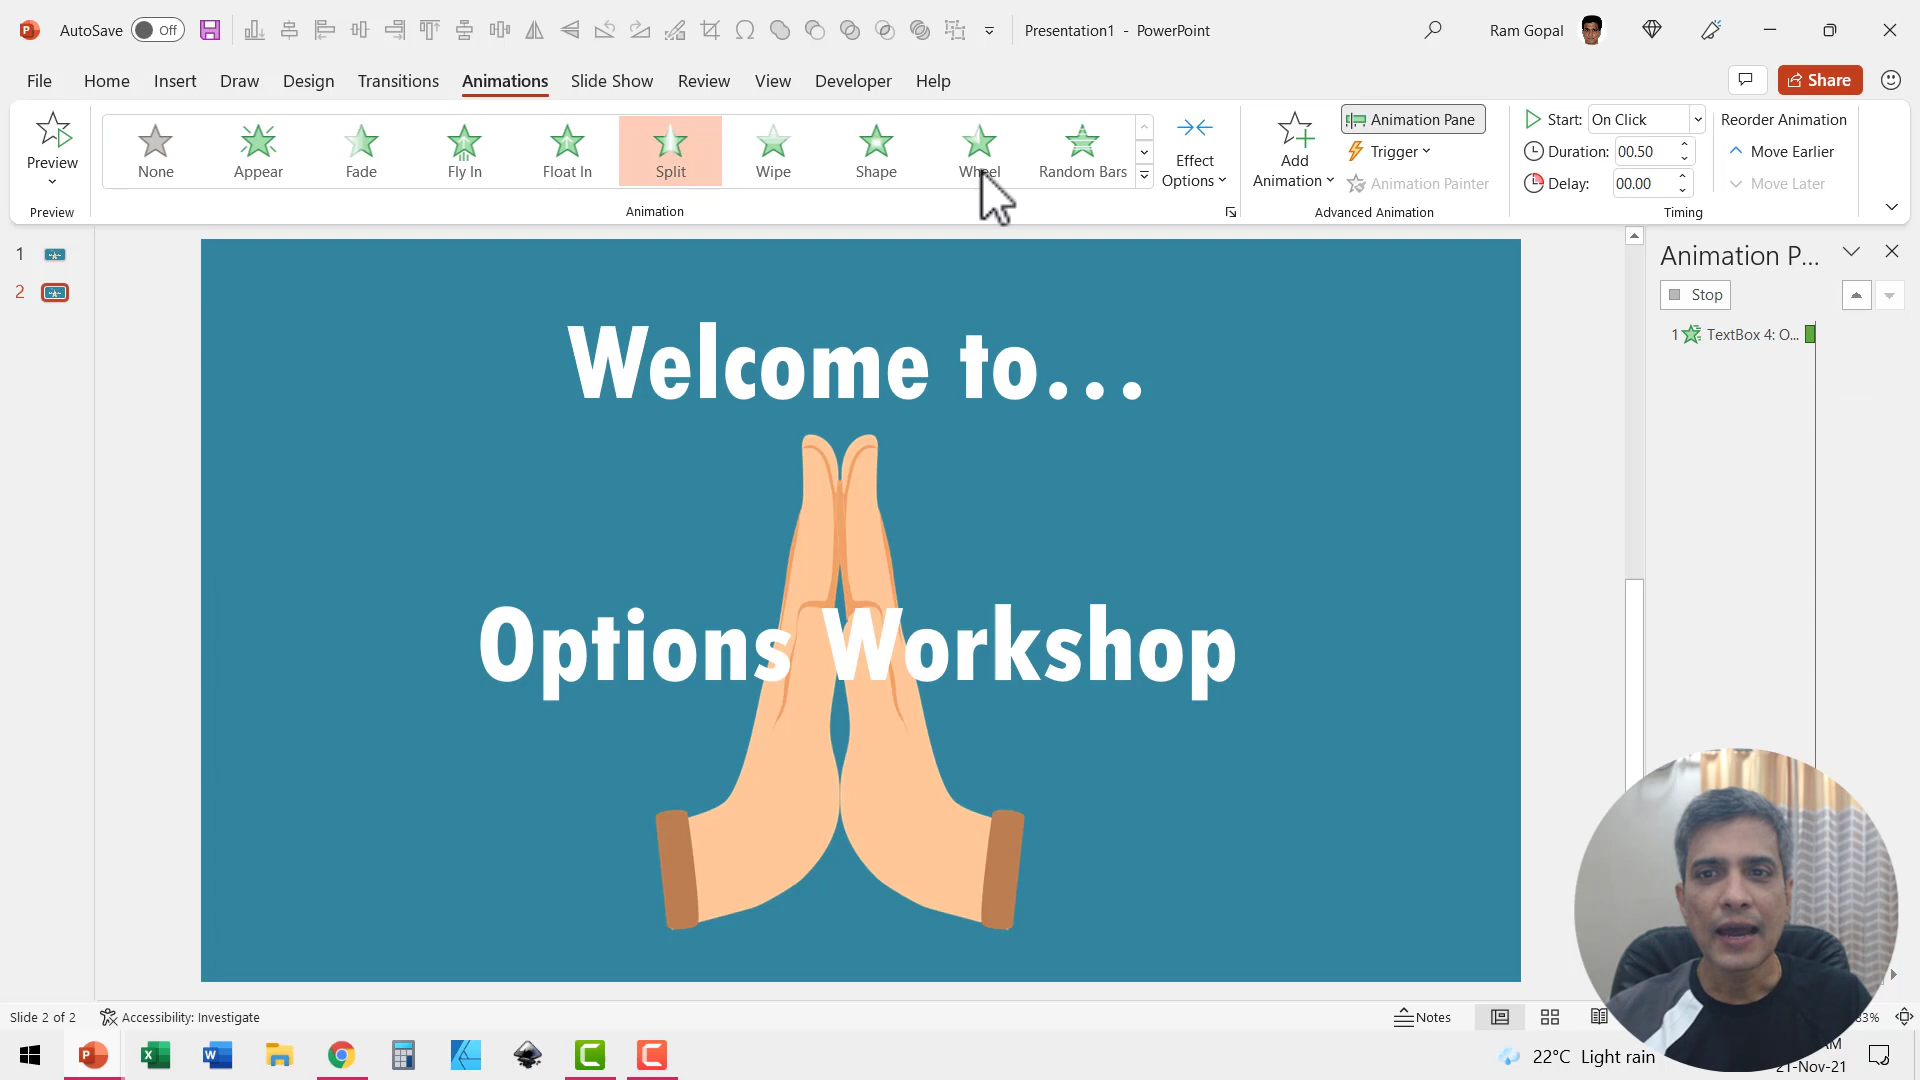 AutoSave Off
Presentation1 - PowerPoint
Ram Gopal
File Home Insert Draw Design Transitions Animations Slide Show Review View Developer Help
Share
Preview
Preview
None
Appear
Fade
Fly In
Float In
Split
Wipe
Shape
Wheel
Random Bars
Animation
Effect
Options
Add
Animation
Animation Pane
Trigger
Animation Painter
Advanced Animation
Start: On Click
Duration: 00.50
Delay: 00.00
Timing
Reorder Animation
Move Earlier
Move Later
1
2
Welcome to...
Options Workshop
Animation P...
Stop
1 TextBox 4: O...
Slide 2 of 2
Accessibility: Investigate
Notes
22°C Light rain
21-Nov-21